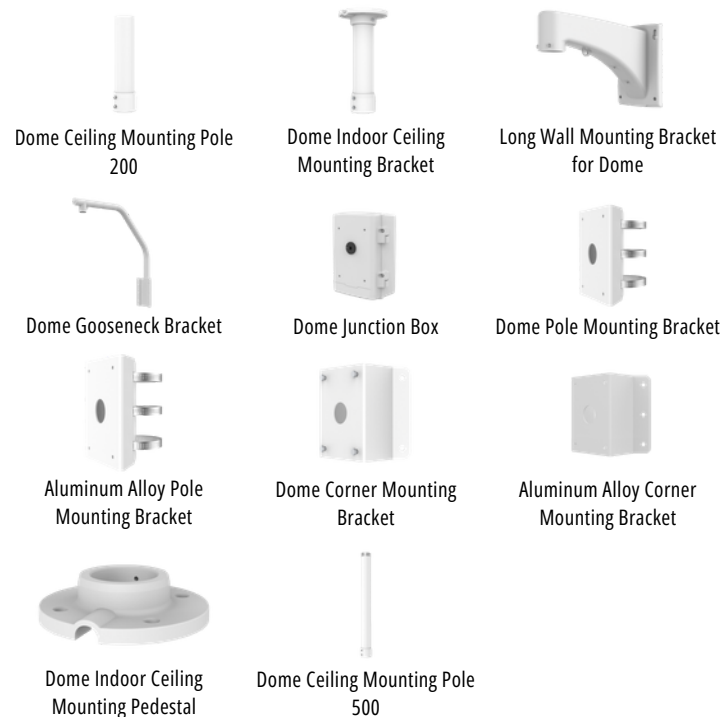 Dome Ceiling Mounting Pole
200
Dome Indoor Ceiling
Mounting Bracket
Long Wall Mounting Bracket
for Dome
Dome Gooseneck Bracket
Dome Junction Box
Dome Pole Mounting Bracket
Aluminum Alloy Pole
Mounting Bracket
Dome Corner Mounting
Bracket
Aluminum Alloy Corner
Mounting Bracket
Dome Indoor Ceiling
Mounting Pedestal
Dome Ceiling Mounting Pole
500